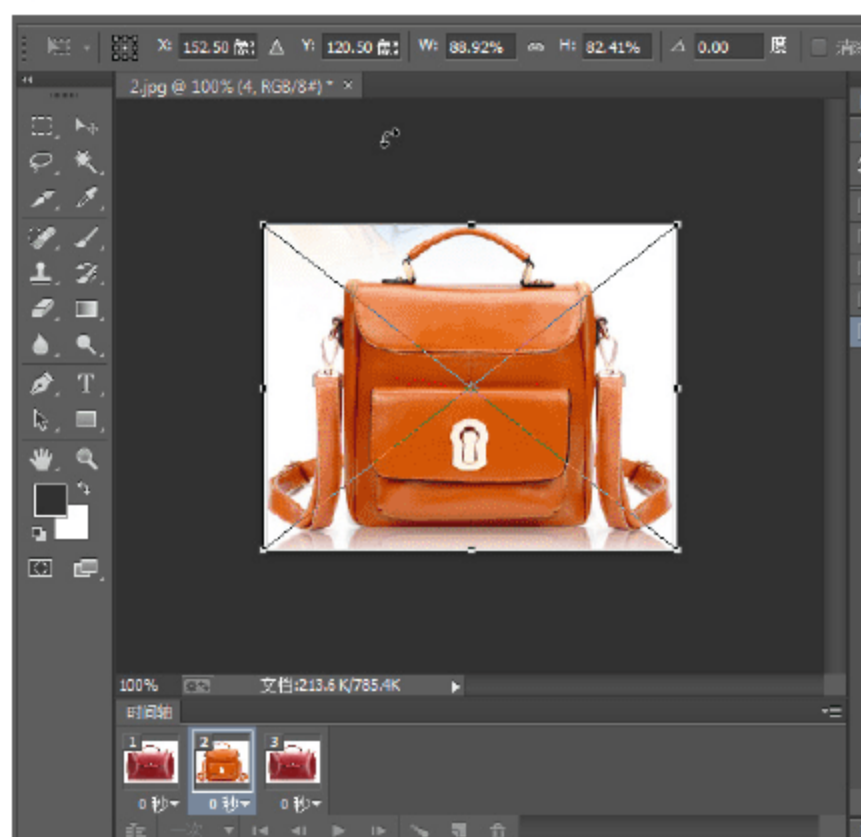 X: 152.50 像 Y: 120.50 像 W: 88.92% H: 82.41% 0.00 度
2.jpg @ 100% (4, RGB/8#) * ×
T
100% 文档:213.6 K/785.4K
时间轴
1 2 3
0 秒 0 秒 0 秒
一次